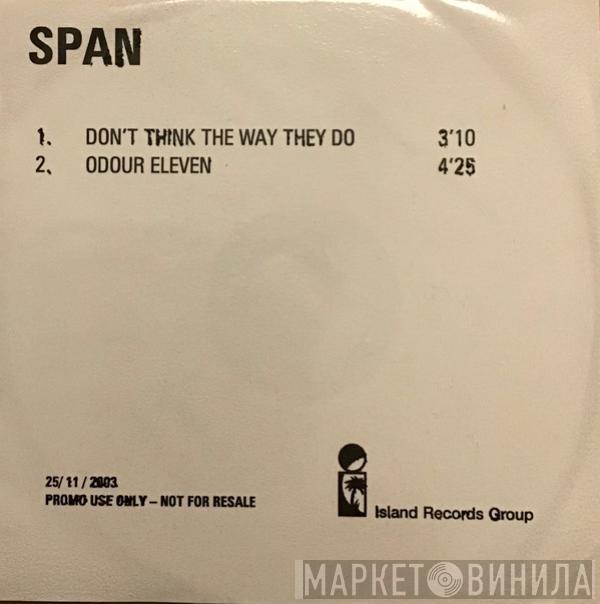 SPAN
1. DON'T THINK THE WAY THEY DO 3'10
2. ODOUR ELEVEN 4'25
25/11/2003
PROMO USE ONLY – NOT FOR RESALE
Island Records Group
МАРКЕТ ВИНИЛА